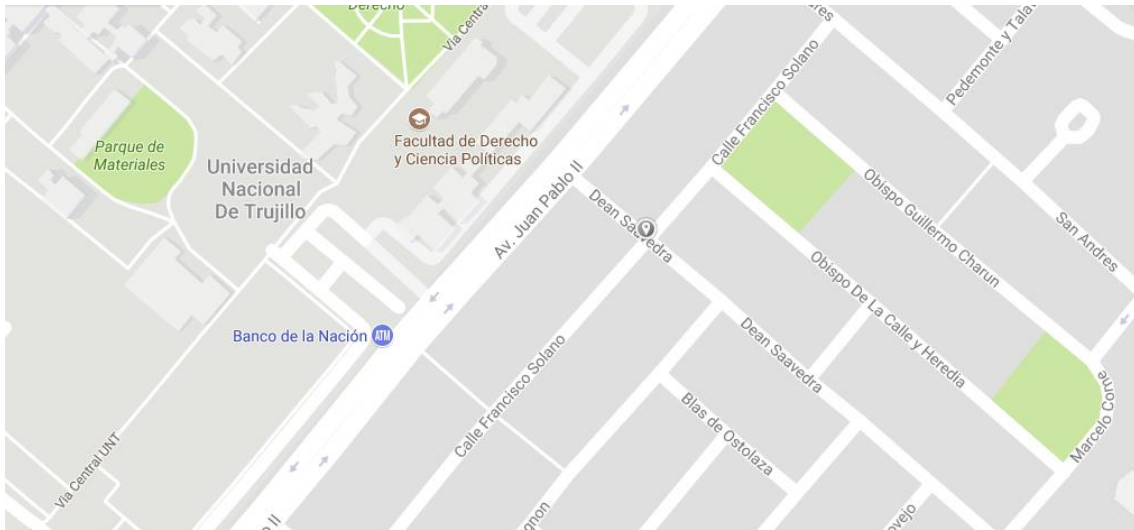 Derecho
Via Central
Parque de
Materiales
Universidad
Nacional
De Trujillo
Facultad de Derecho
y Ciencia Políticas
Av. Juan Pablo II
Calle Francisco Solano
Pedemonte y Tala
Dean Saavedra
Obispo Guillermo Charun
San Andres
Obispo De La Calle y Heredia
Banco de la Nación
ATM
Dean Saavedra
Calle Francisco Solano
Blas de Ostolaza
Marcelo Corne
Via Central UNT
II